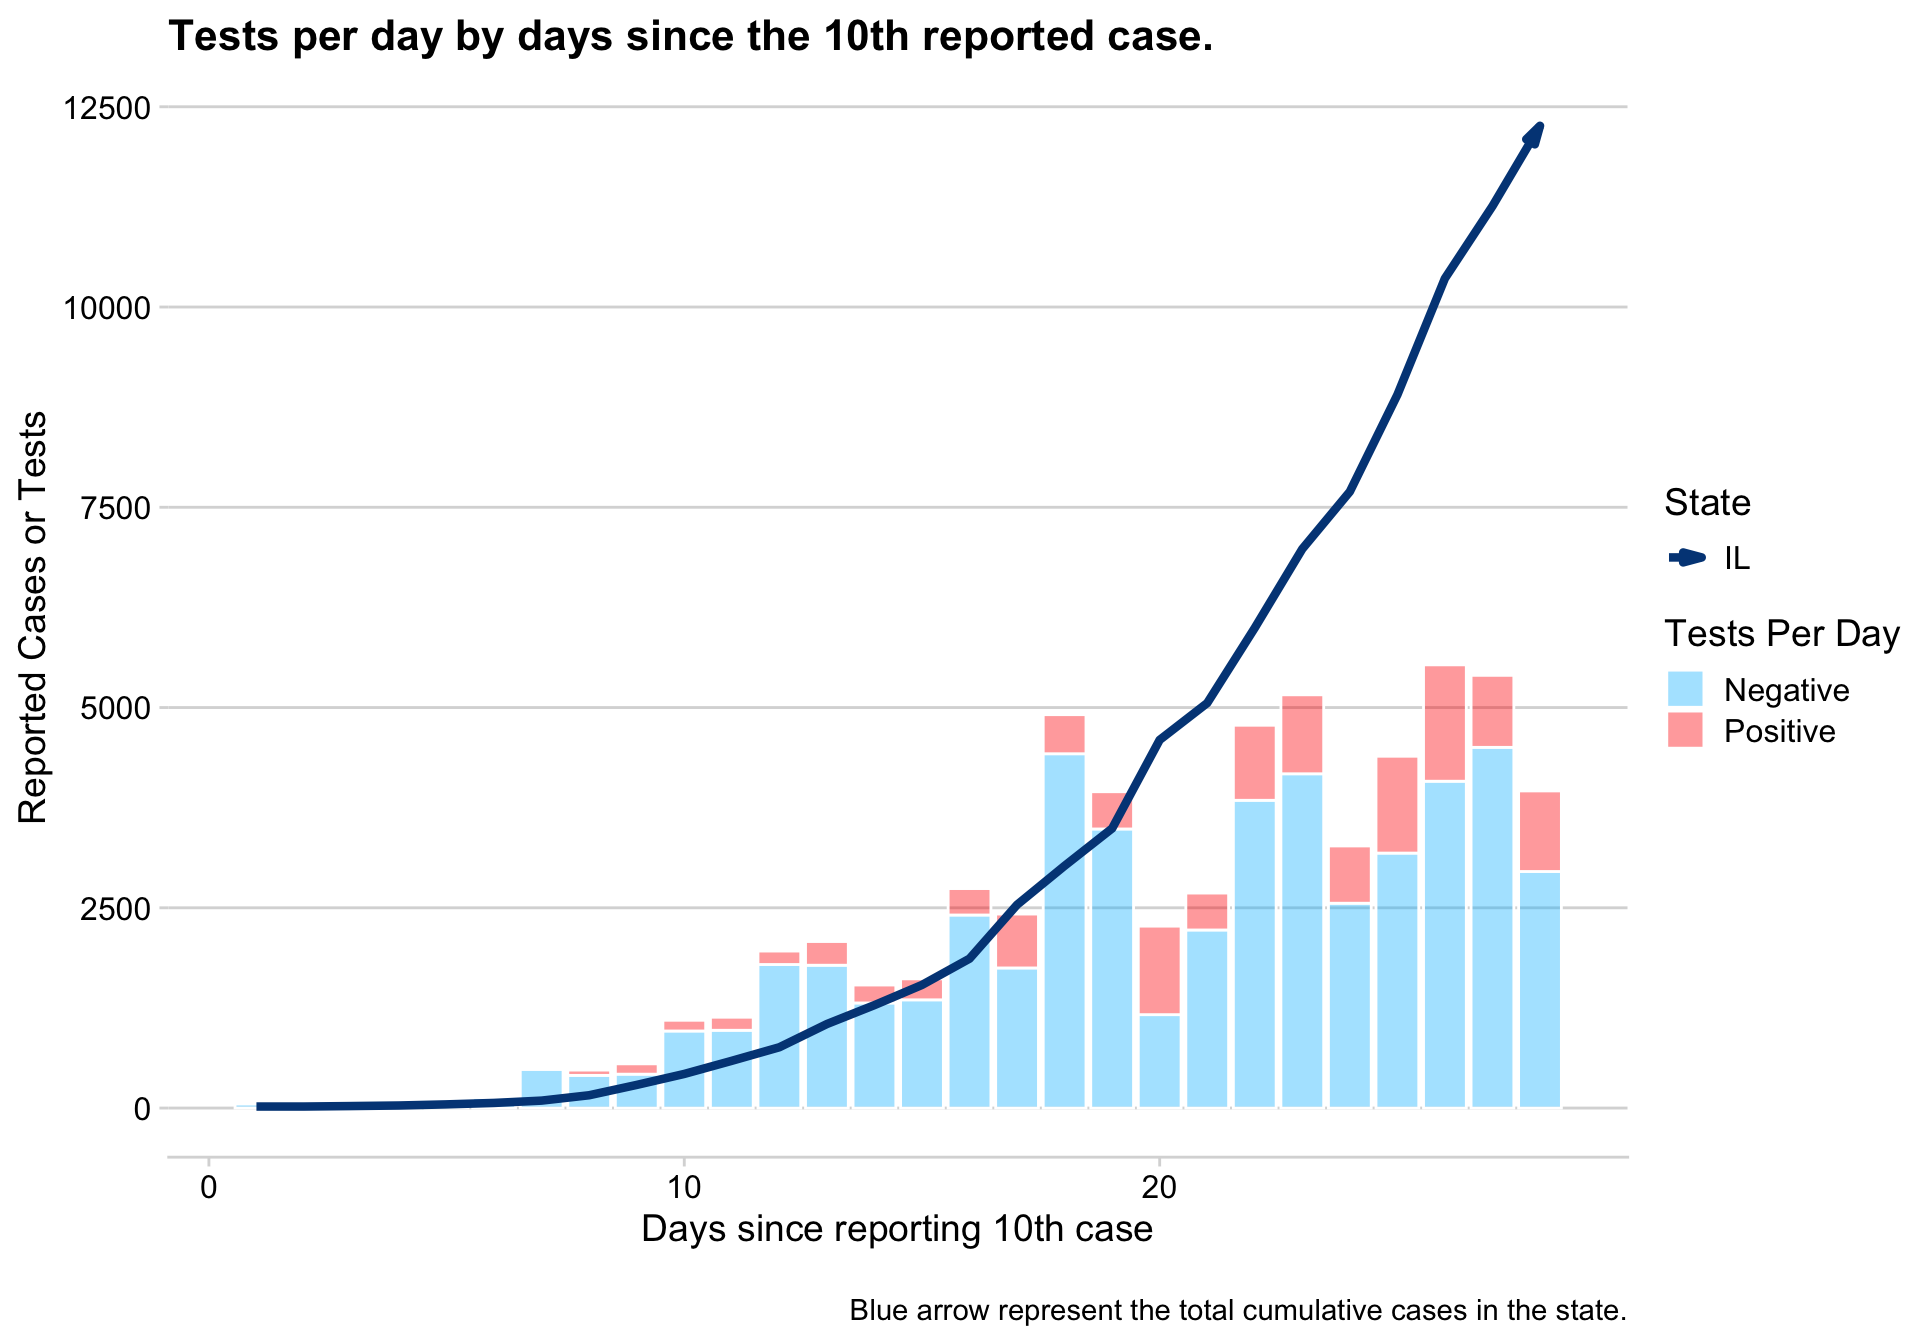 Tests per day by days since the 10th reported case.
12500
10000
7500
5000
2500
0
Reported Cases or Tests
0 10 20
Days since reporting 10th case
State
IL
Tests Per Day
Negative
Positive
Blue arrow represent the total cumulative cases in the state.